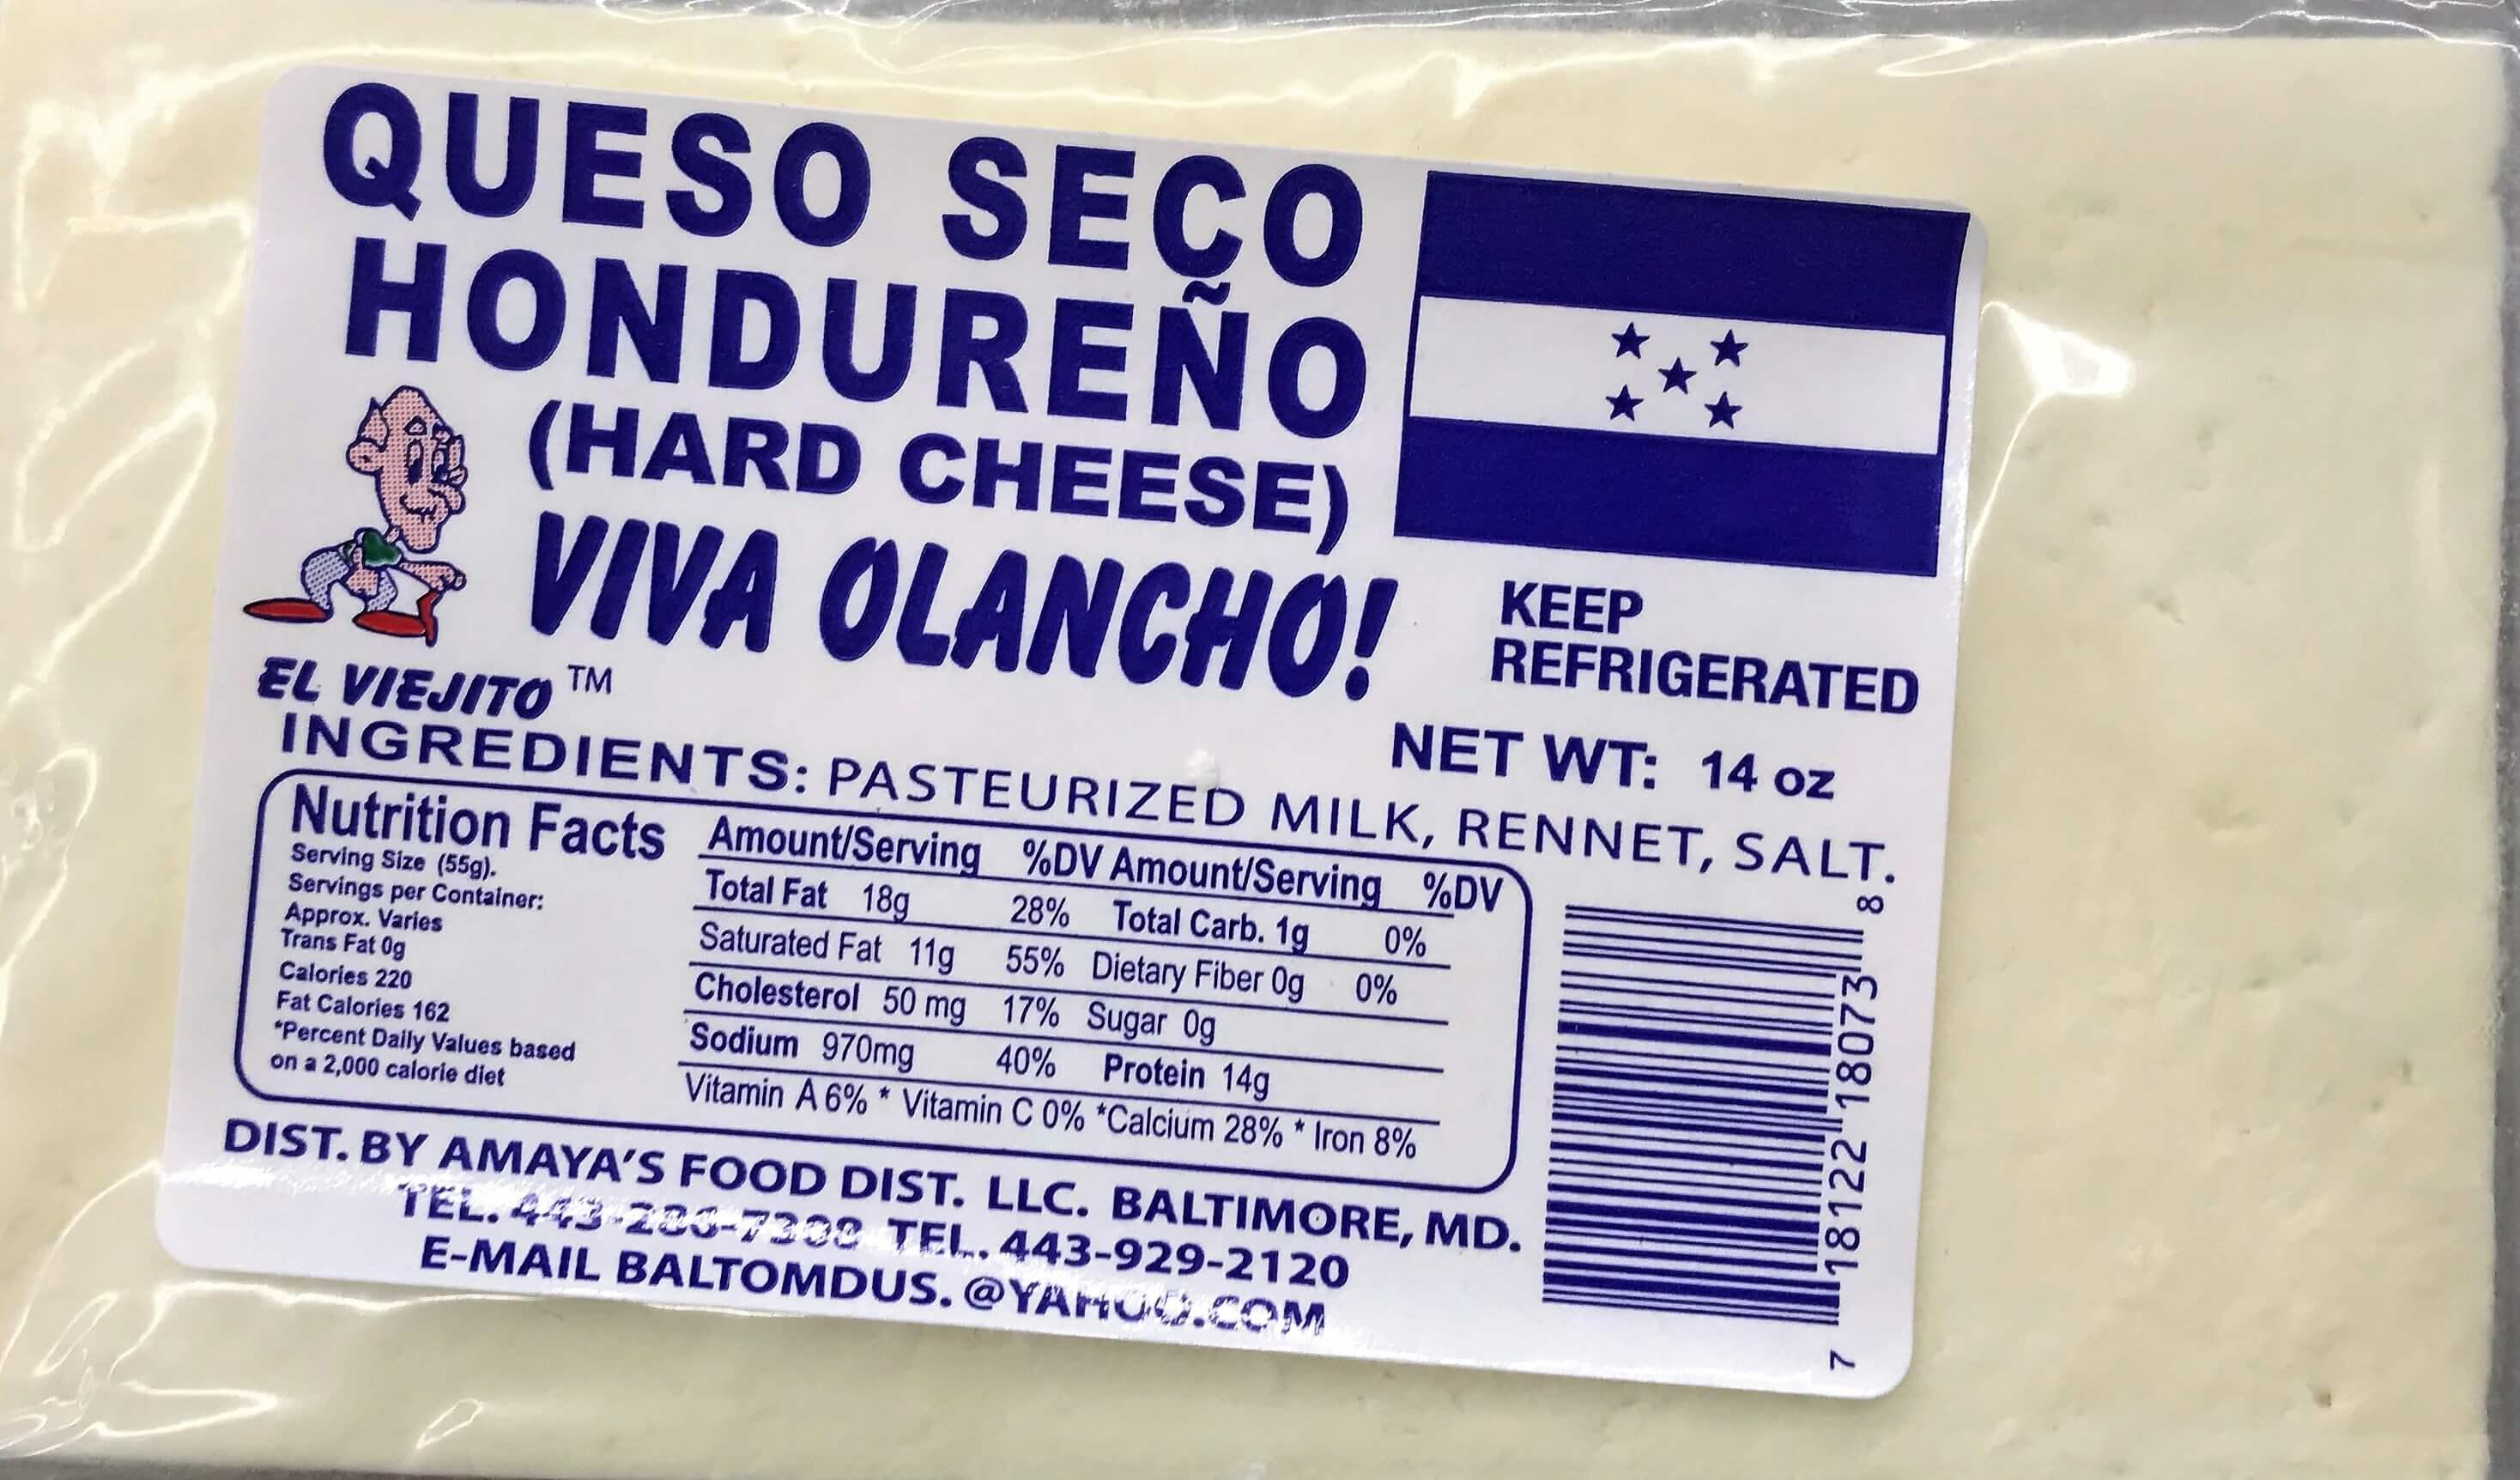 QUESO SECO
HONDUREÑO
(HARD CHEESE)
VIVA OLANCHO!
EL VIEJITO ™
KEEP
REFRIGERATED
NET WT: 14 oz
INGREDIENTS: PASTEURIZED MILK, RENNET, SALT.
Nutrition Facts
Serving Size (55g).
Servings per Container:
Approx. Varies
Trans Fat 0g
Calories 220
Fat Calories 162
*Percent Daily Values based
on a 2,000 calorie diet
Amount/Serving %DV Amount/Serving %DV
Total Fat 18g 28% Total Carb. 1g 0%
Saturated Fat 11g 55% Dietary Fiber 0g 0%
Cholesterol 50 mg 17% Sugar 0g
Sodium 970mg 40% Protein 14g
Vitamin A 6% * Vitamin C 0% *Calcium 28% * Iron 8%
DIST. BY AMAYA'S FOOD DIST. LLC. BALTIMORE, MD.
TEL. TEL. 443-929-2120
E-MAIL BALTOMDUS. @YAHOO.COM
7 18122 18073 8